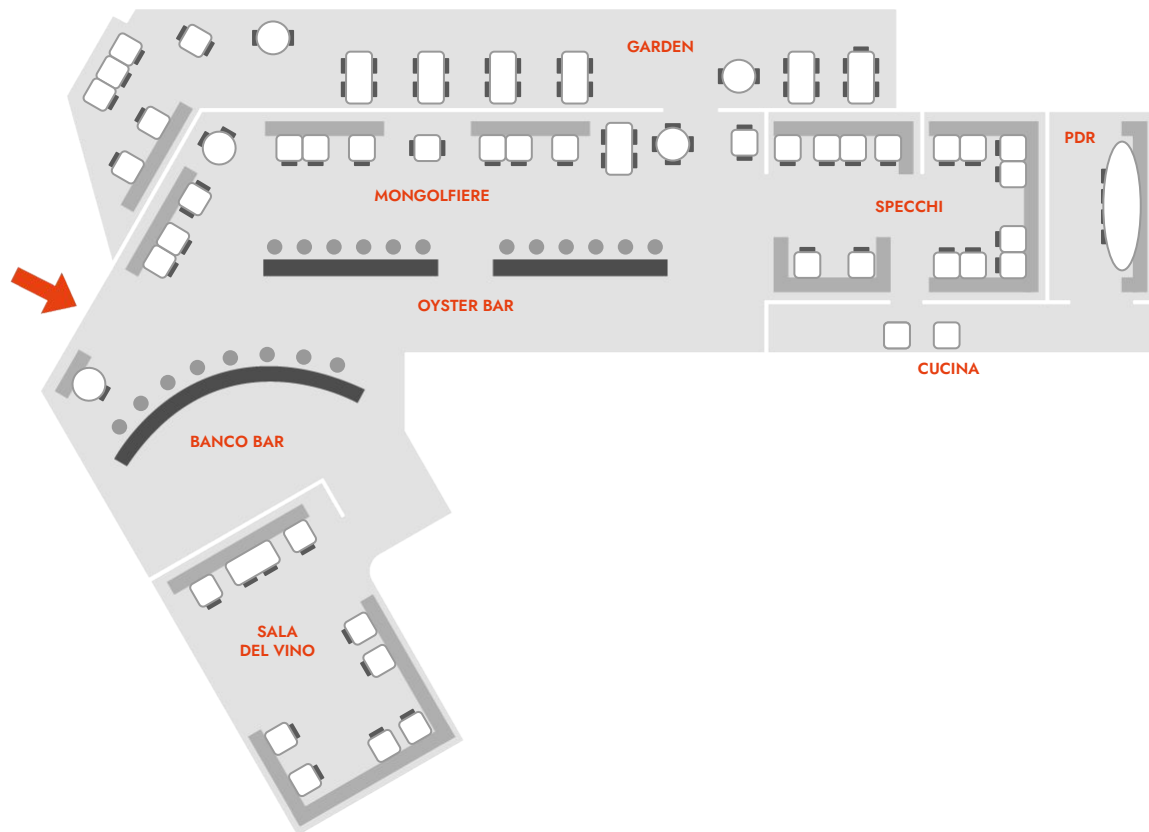 GARDEN
PDR
MONGOLFIERE
SPECCHI
OYSTER BAR
CUCINA
BANCO BAR
SALA
DEL VINO